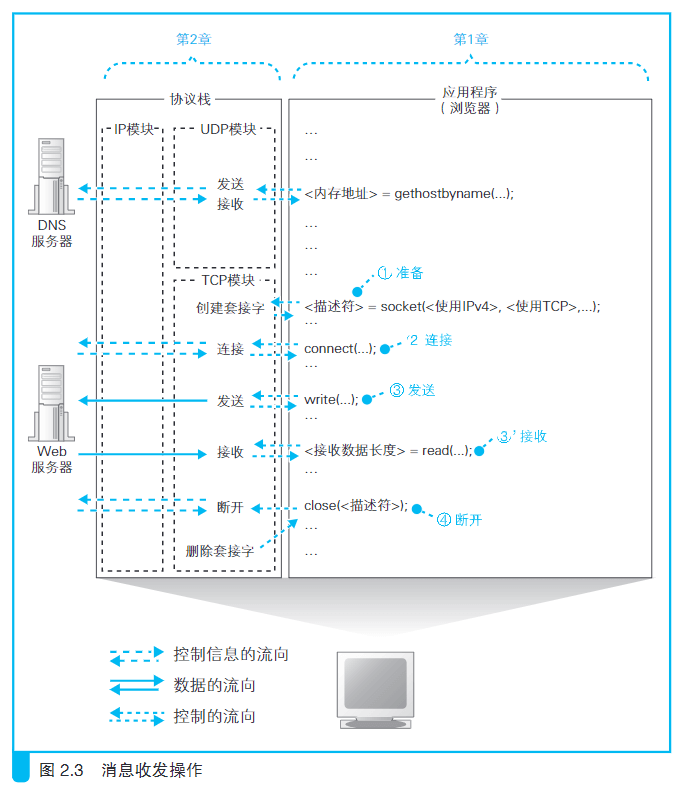 第2章
第1章
协议栈
应用程序
（浏览器）
IP模块
UDP模块
…
…
DNS
服务器
发送
接收
<内存地址> = gethostbyname(...);
…
…
…
TCP模块
①准备
创建套接字
<描述符> = socket(<使用IPv4>, <使用TCP>,...);
…
连接
connect(...);
2 连接
…
发送
write(...);
③发送
…
Web
服务器
接收
<接收数据长度> = read(...);
③'接收
…
断开
close(<描述符>);
④断开
…
删除套接字
…
控制信息的流向
数据的流向
控制的流向
图 2.3 消息收发操作